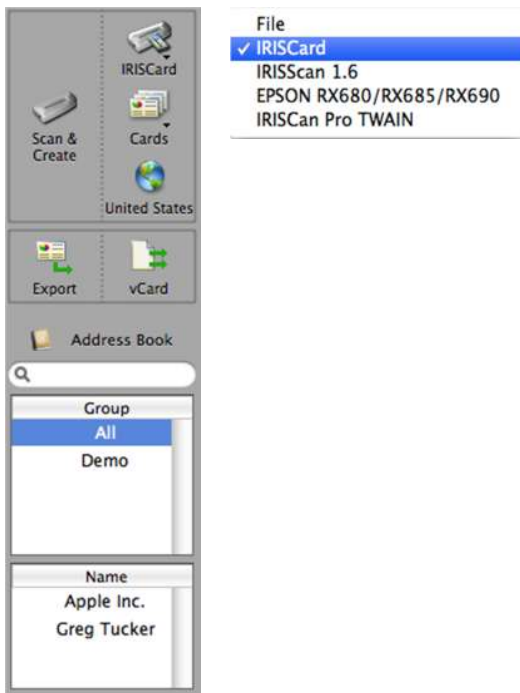 IRISCard
Scan &
Create
Cards
United States
Export
vCard
Address Book
Group
All
Demo
Name
Apple Inc.
Greg Tucker
File
✓ IRISCard
IRISScan 1.6
EPSON RX680/RX685/RX690
IRISCan Pro TWAIN